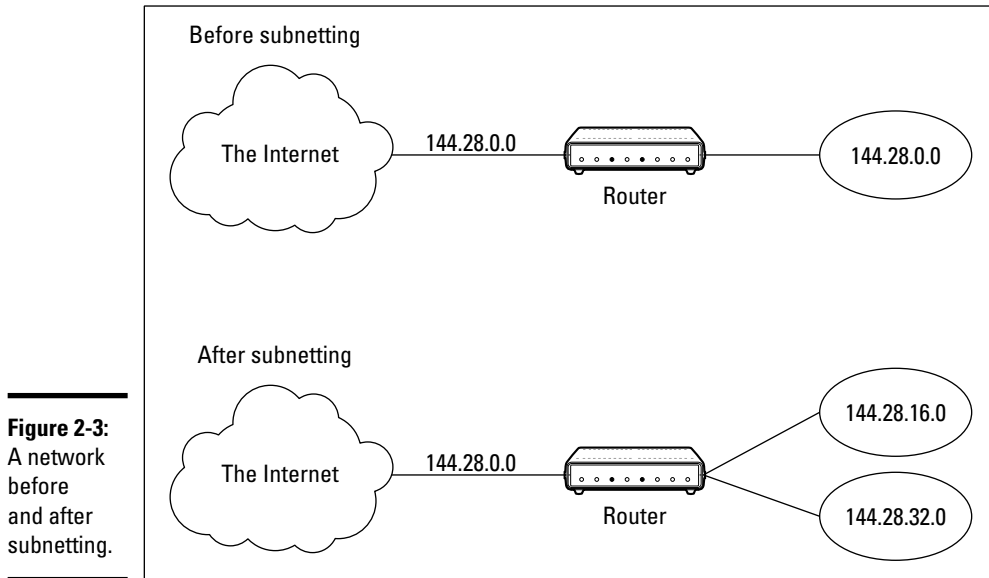 Before subnetting
The Internet
144.28.0.0
Router
144.28.0.0
After subnetting
The Internet
144.28.0.0
Router
144.28.16.0
144.28.32.0
Figure 2-3:
A network
before
and after
subnetting.